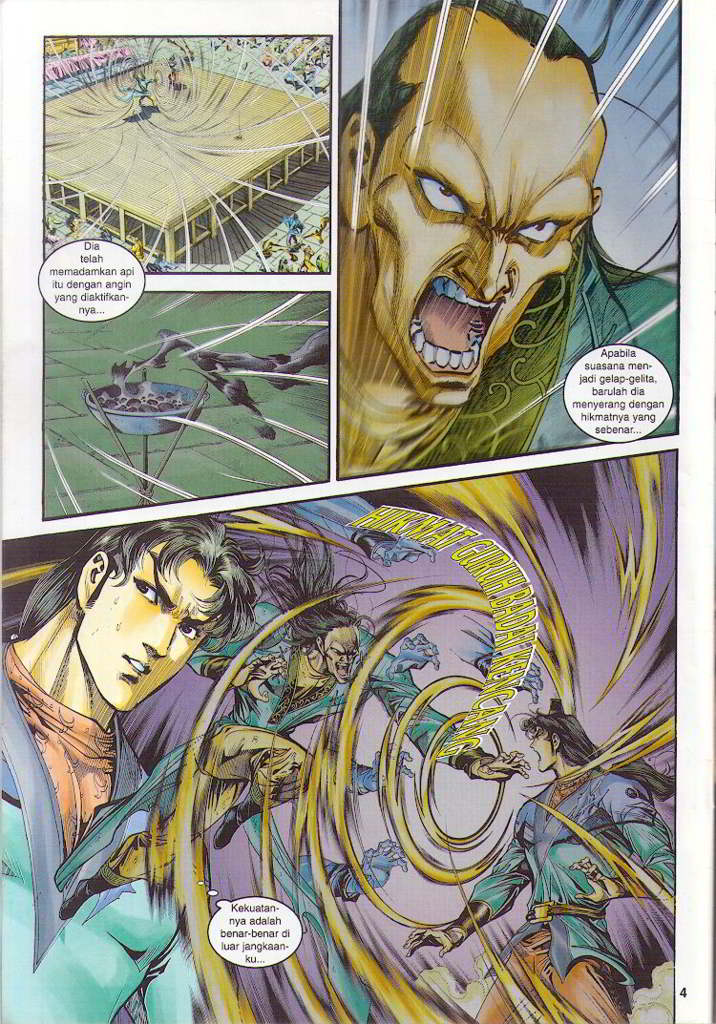 Dia
telah
memadamkan api
dengan angin
yang diaktifkan-
nya...
Apabila
suasana men-
jadi gelap-gelita,
barulah dia
menyerang dengan
hikmatnya yang
sebenar...
HIKMAT GURUH BADAI KENCANG
Kekuatan-
nya adalah
benar-benar di
luar jangkaan-
ku...
4